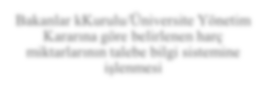 Bakanlar kKurulu/Üniversite Yönetim
Kararına göre belirlenen harç
miktarlarının talebe bilgi sistemine
işlenmesi